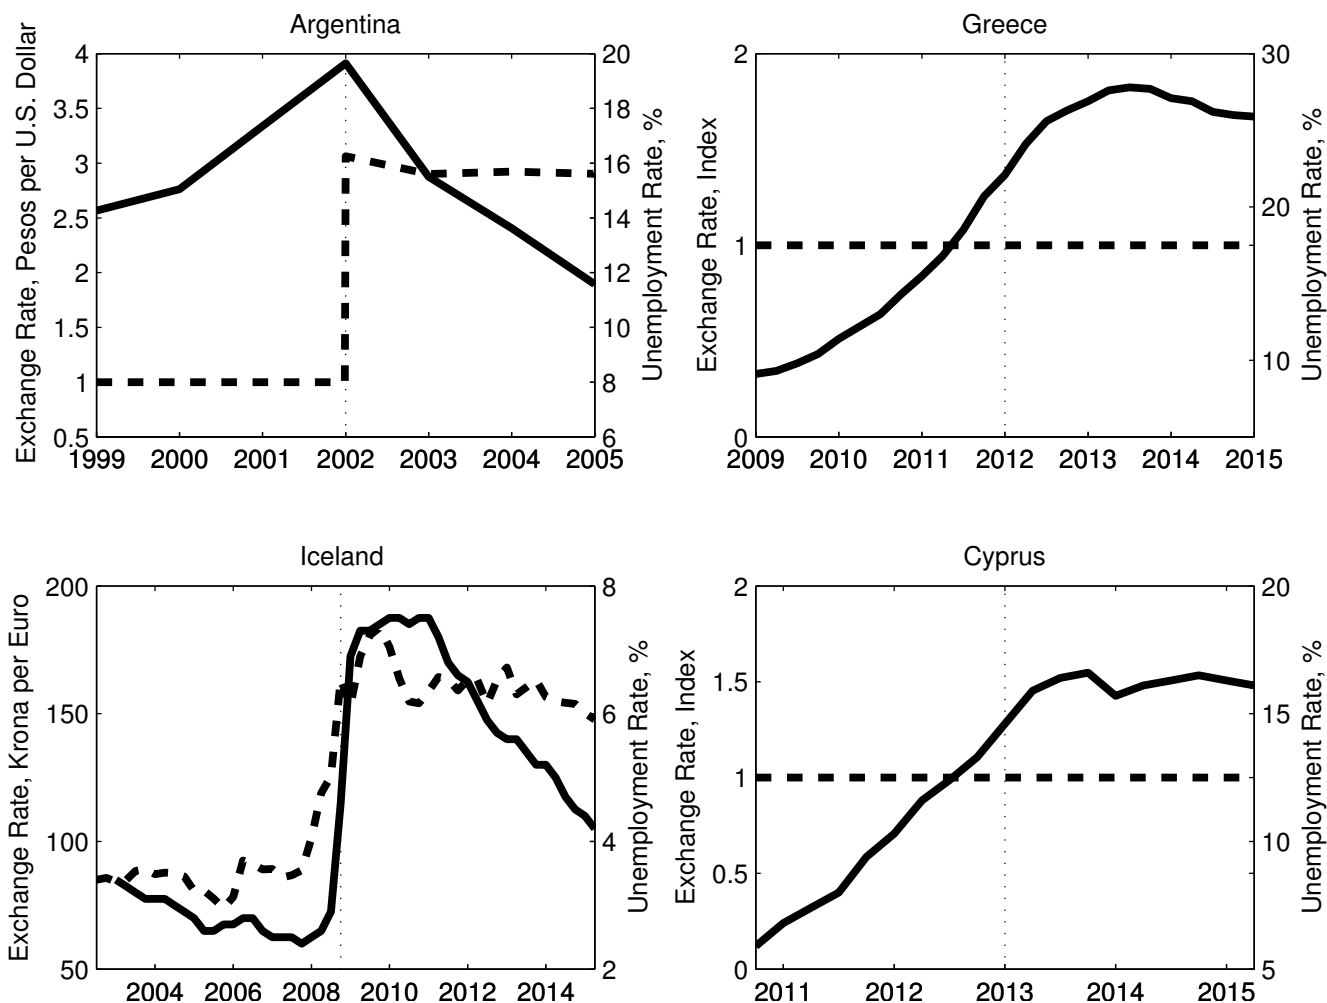 Argentina
Exchange Rate, Pesos per U.S. Dollar
4
3.5
3
2.5
2
1.5
1
0.5
20
18
16
14
12
10
8
6
Unemployment Rate, %
1999 2000 2001 2002 2003 2004 2005
Greece
Exchange Rate, Index
2
1
0
30
20
10
Unemployment Rate, %
2009 2010 2011 2012 2013 2014 2015
Iceland
Exchange Rate, Krona per Euro
200
150
100
50
8
6
4
2
Unemployment Rate, %
2004 2006 2008 2010 2012 2014
Cyprus
Exchange Rate, Index
2
1.5
1
0.5
0
20
15
10
5
Unemployment Rate, %
2011 2012 2013 2014 2015